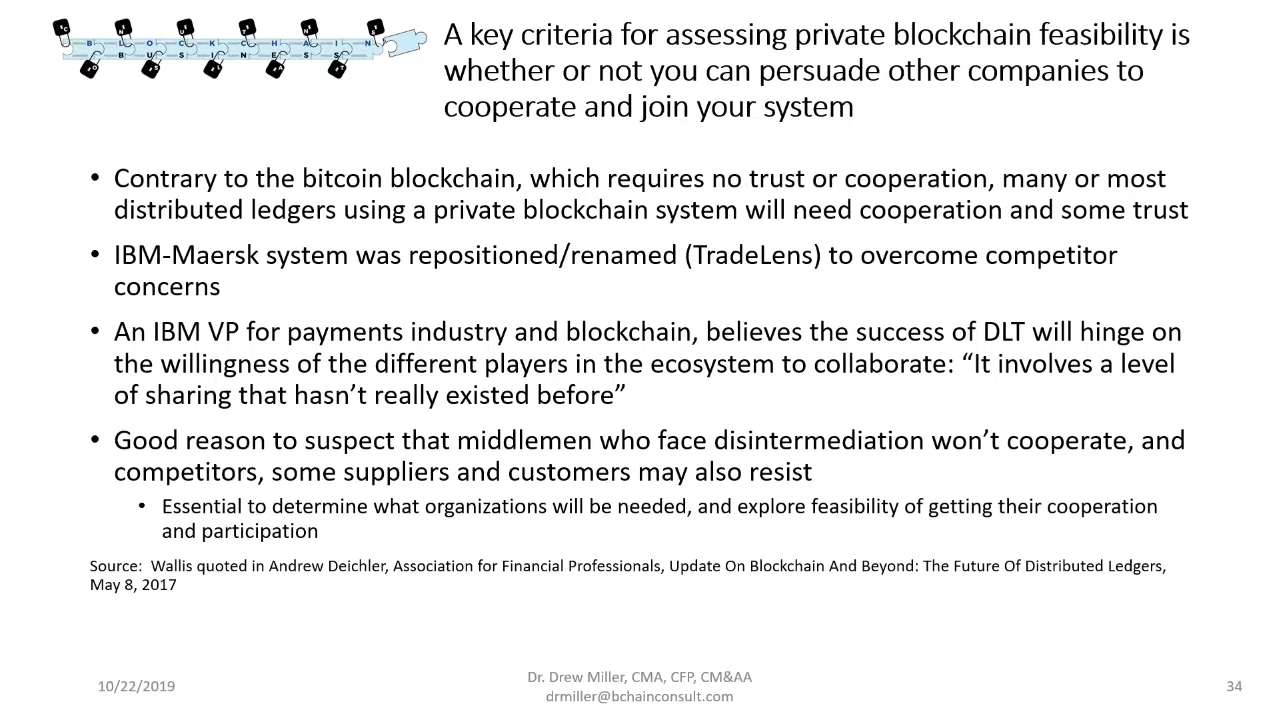 B L O C K C H A I N
B U S I N E S S
A key criteria for assessing private blockchain feasibility is
whether or not you can persuade other companies to
cooperate and join your system
• Contrary to the bitcoin blockchain, which requires no trust or cooperation, many or most
distributed ledgers using a private blockchain system will need cooperation and some trust
• IBM-Maersk system was repositioned/renamed (TradeLens) to overcome competitor
concerns
• An IBM VP for payments industry and blockchain, believes the success of DLT will hinge on
the willingness of the different players in the ecosystem to collaborate: “It involves a level
of sharing that hasn’t really existed before”
• Good reason to suspect that middlemen who face disintermediation won’t cooperate, and
competitors, some suppliers and customers may also resist
• Essential to determine what organizations will be needed, and explore feasibility of getting their cooperation
and participation
Source:  Wallis quoted in Andrew Deichler, Association for Financial Professionals, Update On Blockchain And Beyond: The Future Of Distributed Ledgers,
May 8, 2017
10/22/2019
Dr. Drew Miller, CMA, CFP, CM&AA
drmiller@bchainconsult.com
34